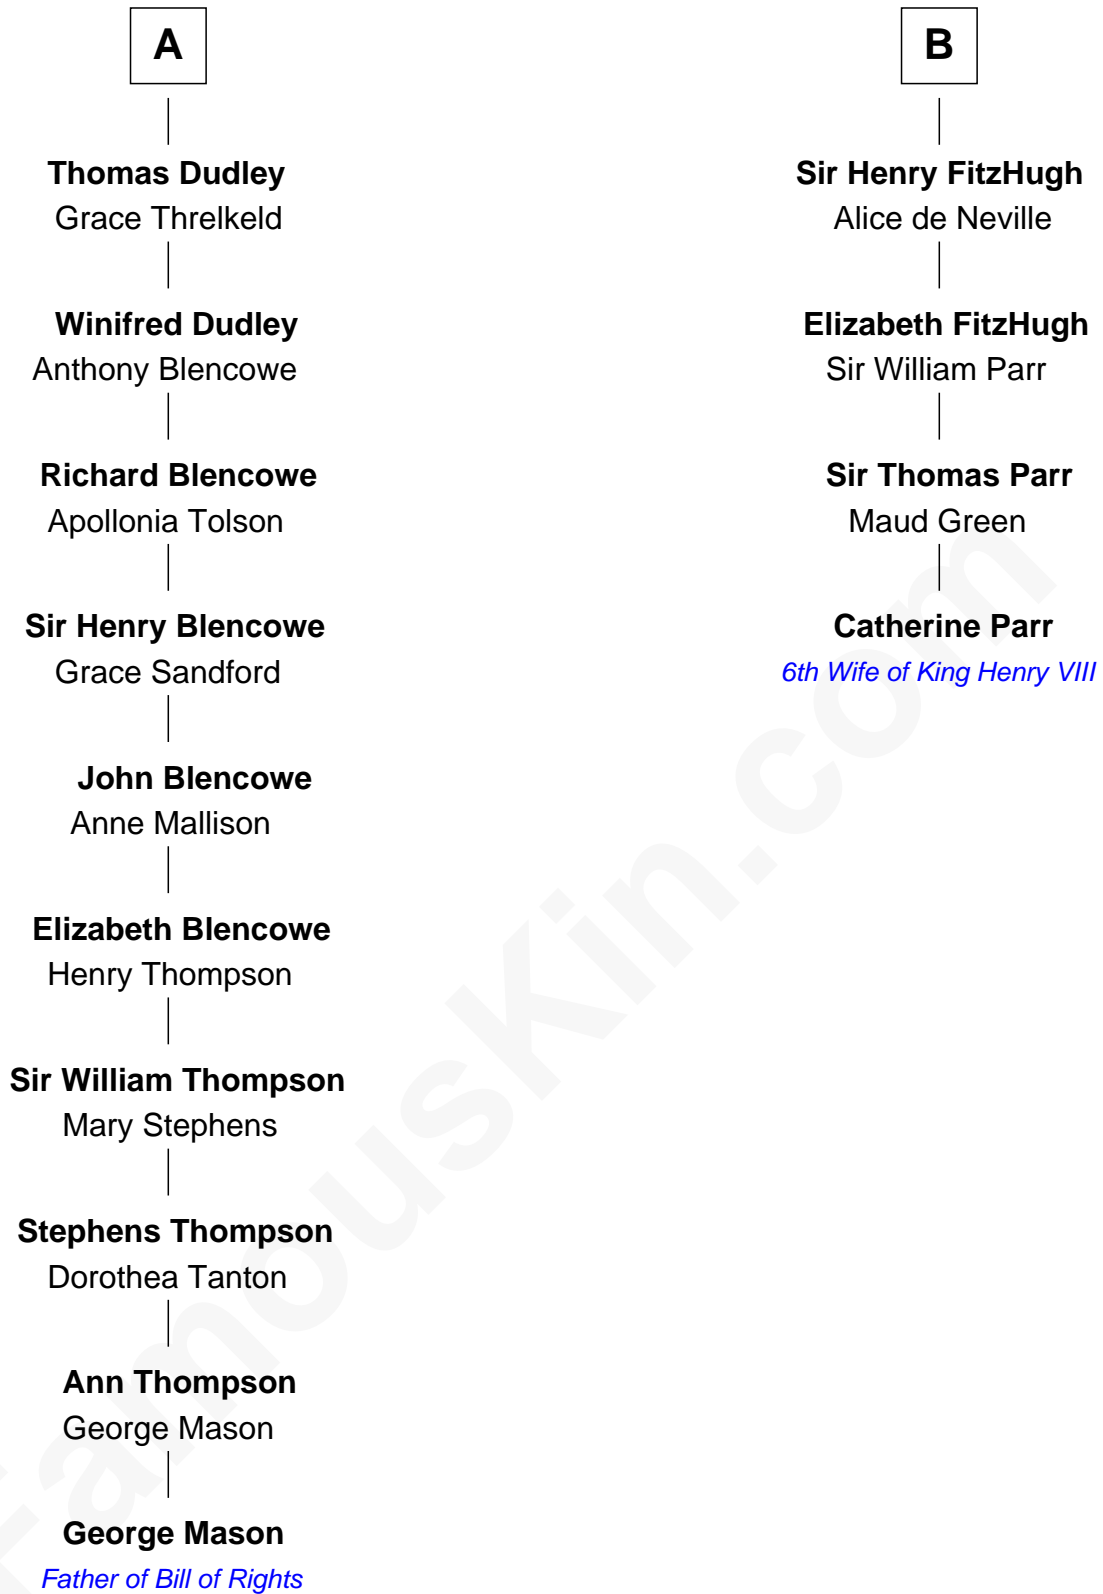 A
Thomas Dudley
Grace Threlkeld
Winifred Dudley
Anthony Blencowe
Richard Blencowe
Apollonia Tolson
Sir Henry Blencowe
Grace Sandford
John Blencowe
Anne Mallison
Elizabeth Blencowe
Henry Thompson
Sir William Thompson
Mary Stephens
Stephens Thompson
Dorothea Tanton
Ann Thompson
George Mason
George Mason
Father of Bill of Rights
B
Sir Henry FitzHugh
Alice de Neville
Elizabeth FitzHugh
Sir William Parr
Sir Thomas Parr
Maud Green
Catherine Parr
6th Wife of King Henry VIII
FamousKin.com